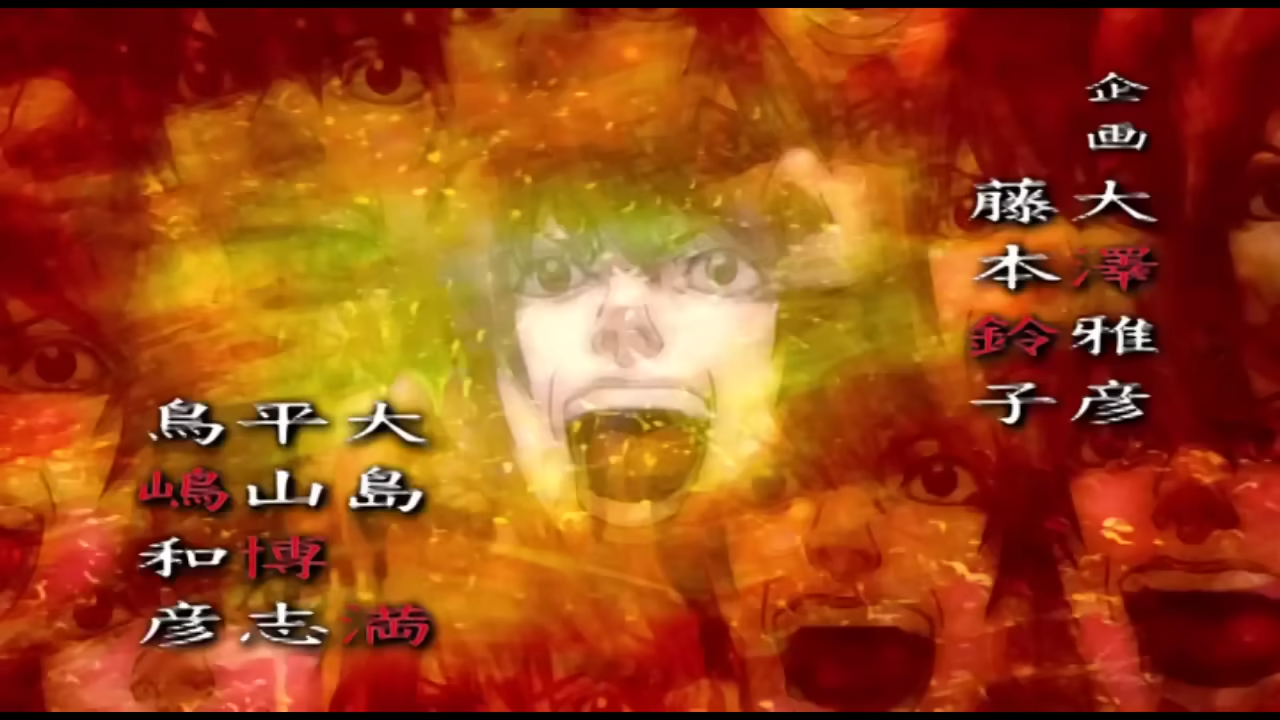 企画
大澤雅彦
藤本鈴子
大島満
平山博志
鳥嶋和彦